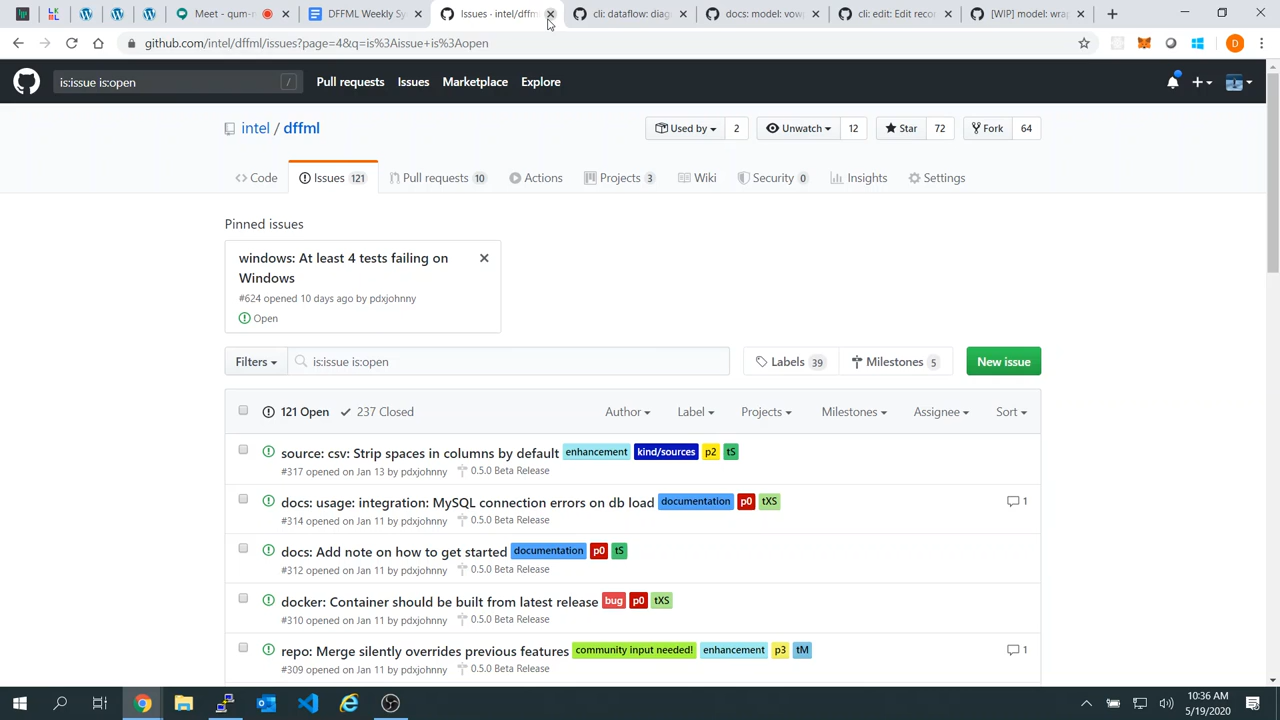 Meet - qum-e
DFFML Weekly Sy
Issues - intel/dffm
cli: dataflow: diag
docs: model: vow
cli: edit: Edit reco
[WIP] model: wrap
github.com/intel/dffml/issues?page=4&q=is%3Aissue+is%3Aopen
D
is:issue is:open
/
Pull requests
Issues
Marketplace
Explore
intel / dffml
Used by 2
Unwatch 12
Star 72
Fork 64
Code
Issues 121
Pull requests 10
Actions
Projects 3
Wiki
Security 0
Insights
Settings
Pinned issues
windows: At least 4 tests failing on
Windows
#624 opened 10 days ago by pdxjohnny
Open
Filters
is:issue is:open
Labels 39
Milestones 5
New issue
121 Open
237 Closed
Author
Label
Projects
Milestones
Assignee
Sort
source: csv: Strip spaces in columns by default enhancement kind/sources p2 tS
#317 opened on Jan 13 by pdxjohnny 0.5.0 Beta Release
docs: usage: integration: MySQL connection errors on db load documentation p0 tXS 1
#314 opened on Jan 11 by pdxjohnny 0.5.0 Beta Release
docs: Add note on how to get started documentation p0 tS
#312 opened on Jan 11 by pdxjohnny 0.5.0 Beta Release
docker: Container should be built from latest release bug p0 tXS
#310 opened on Jan 11 by pdxjohnny 0.5.0 Beta Release
repo: Merge silently overrides previous features community input needed! enhancement p3 tM 1
#309 opened on Jan 11 by pdxjohnny 0.5.0 Beta Release
10:36 AM
5/19/2020